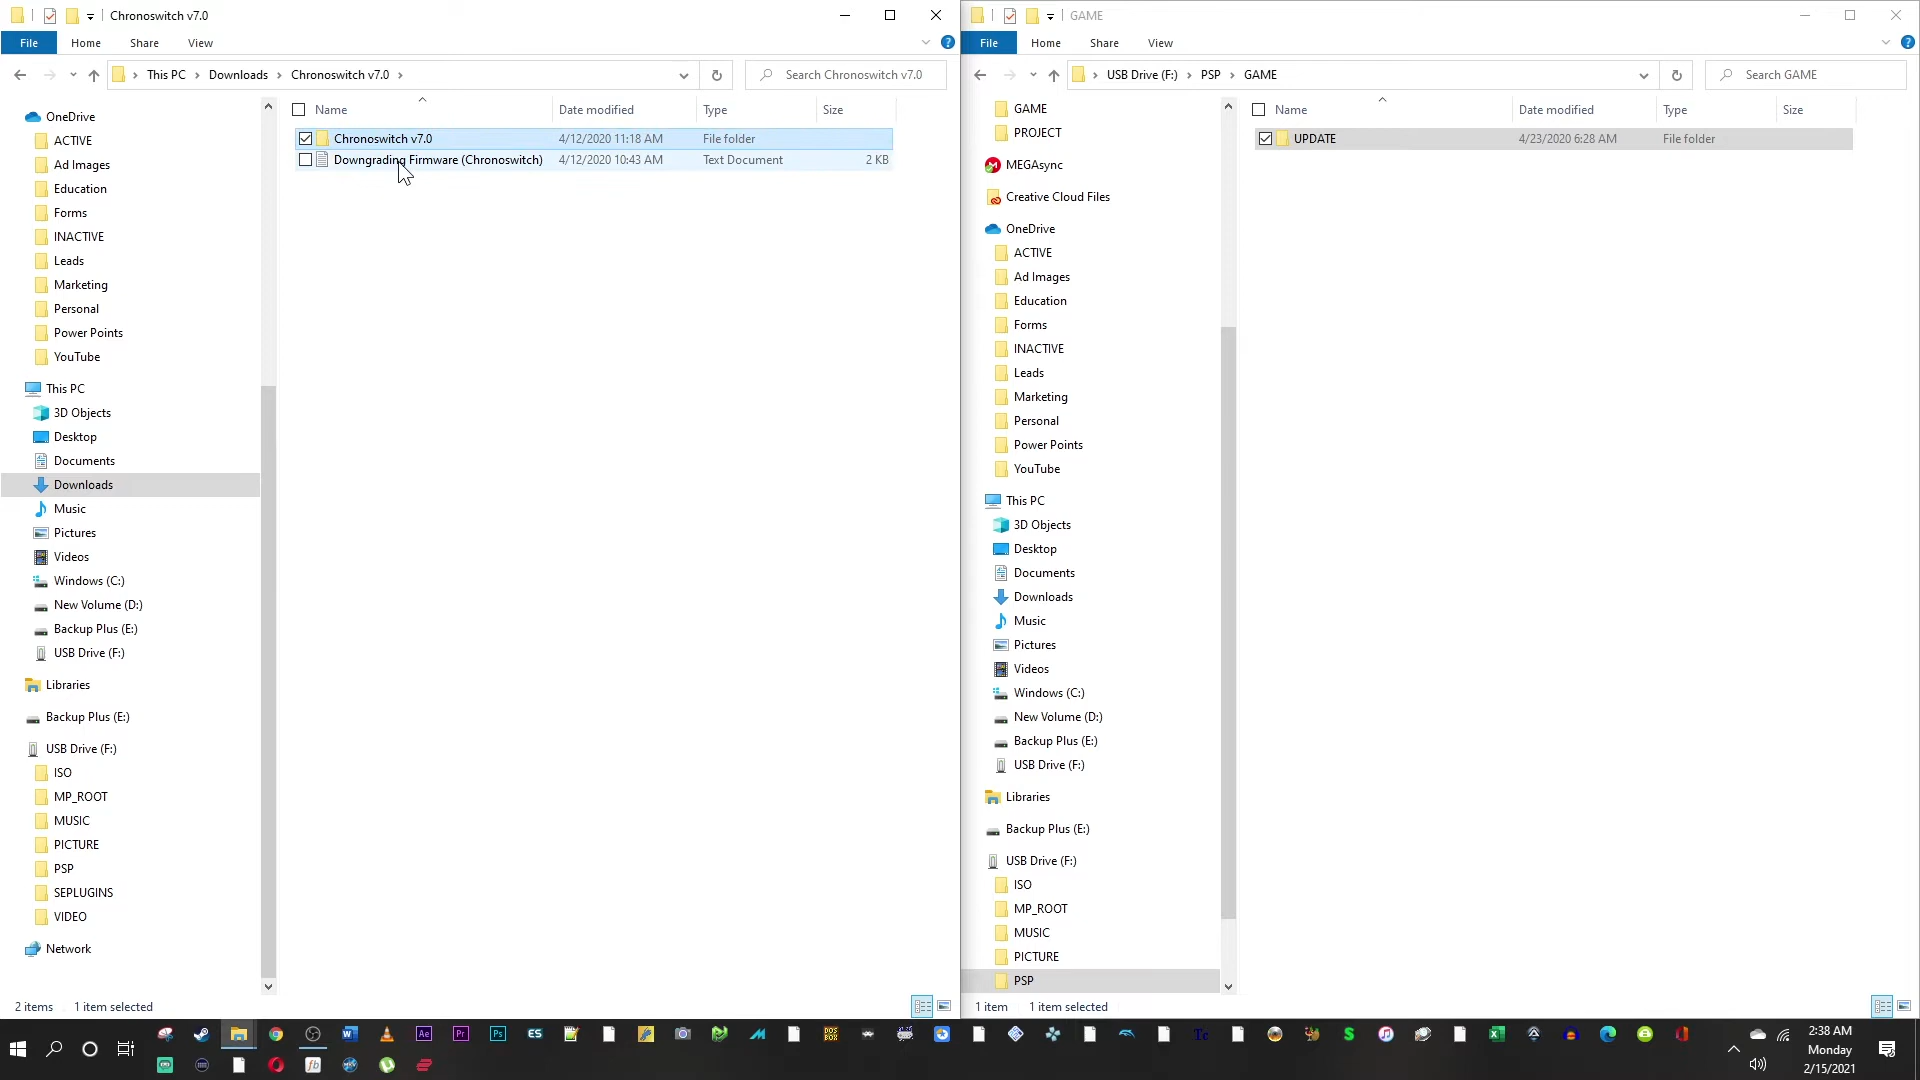 Chronoswitch v7.0
File
Home
Share
View
This PC
Downloads
Chronoswitch v7.0
Search Chronoswitch v7.0
Name
Date modified
Type
Size
Chronoswitch v7.0
4/12/2020 11:18 AM
File folder
Downgrading Firmware (Chronoswitch)
4/12/2020 10:43 AM
Text Document
2 KB
OneDrive
ACTIVE
Ad Images
Education
Forms
INACTIVE
Leads
Marketing
Personal
Power Points
YouTube
This PC
3D Objects
Desktop
Documents
Downloads
Music
Pictures
Videos
Windows (C:)
New Volume (D:)
Backup Plus (E:)
USB Drive (F:)
Libraries
Backup Plus (E:)
USB Drive (F:)
ISO
MP_ROOT
MUSIC
PICTURE
PSP
SEPLUGINS
VIDEO
Network
2 items
1 item selected
GAME
File
Home
Share
View
USB Drive (F:)
PSP
GAME
Search GAME
Name
Date modified
Type
Size
UPDATE
4/23/2020 6:28 AM
File folder
GAME
PROJECT
MEGAsync
Creative Cloud Files
OneDrive
ACTIVE
Ad Images
Education
Forms
INACTIVE
Leads
Marketing
Personal
Power Points
YouTube
This PC
3D Objects
Desktop
Documents
Downloads
Music
Pictures
Videos
Windows (C:)
New Volume (D:)
Backup Plus (E:)
USB Drive (F:)
Libraries
Backup Plus (E:)
USB Drive (F:)
ISO
MP_ROOT
MUSIC
PICTURE
PSP
1 item
1 item selected
Ae
Pr
Ps
ES
DOS BOX
Tc
fb
2:38 AM
Monday
2/15/2021